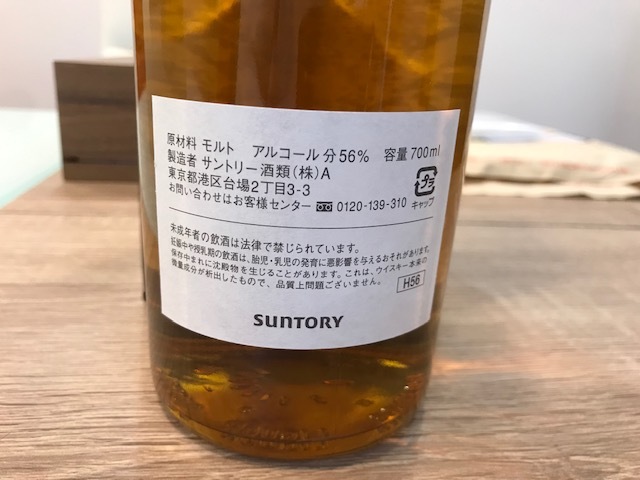 原材料 モルト　アルコール分56%　容量700ml
製造者 サントリー酒類(株)A
東京都港区台場2丁目3-3
お問い合わせはお客様センター 0120-139-310
プラ
キャップ
未成年者の飲酒は法律で禁じられています。
妊娠中や授乳期の飲酒は、胎児・乳児の発育に悪影響を与えるおそれがあります。
保存中まれに沈殿物を生じることがあります。これは、ウイスキー本来の
微量成分が析出したもので、品質上問題ございません。
H56
SUNTORY